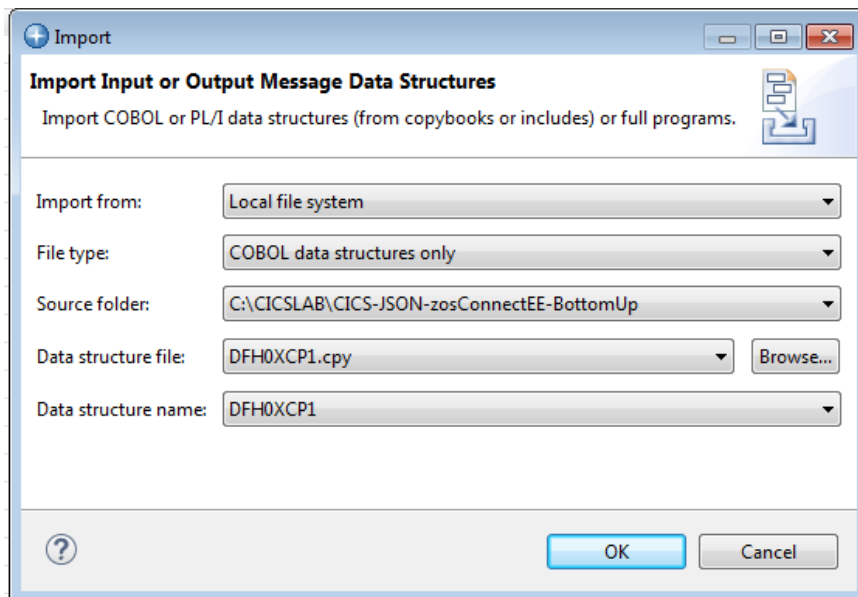 Import
Import Input or Output Message Data Structures
Import COBOL or PL/I data structures (from copybooks or includes) or full programs.
Import from: Local file system
File type: COBOL data structures only
Source folder: C:\CICSLAB\CICS-JSON-zosConnectEE-BottomUp
Data structure file: DFH0XCP1.cpy Browse...
Data structure name: DFH0XCP1
? OK Cancel